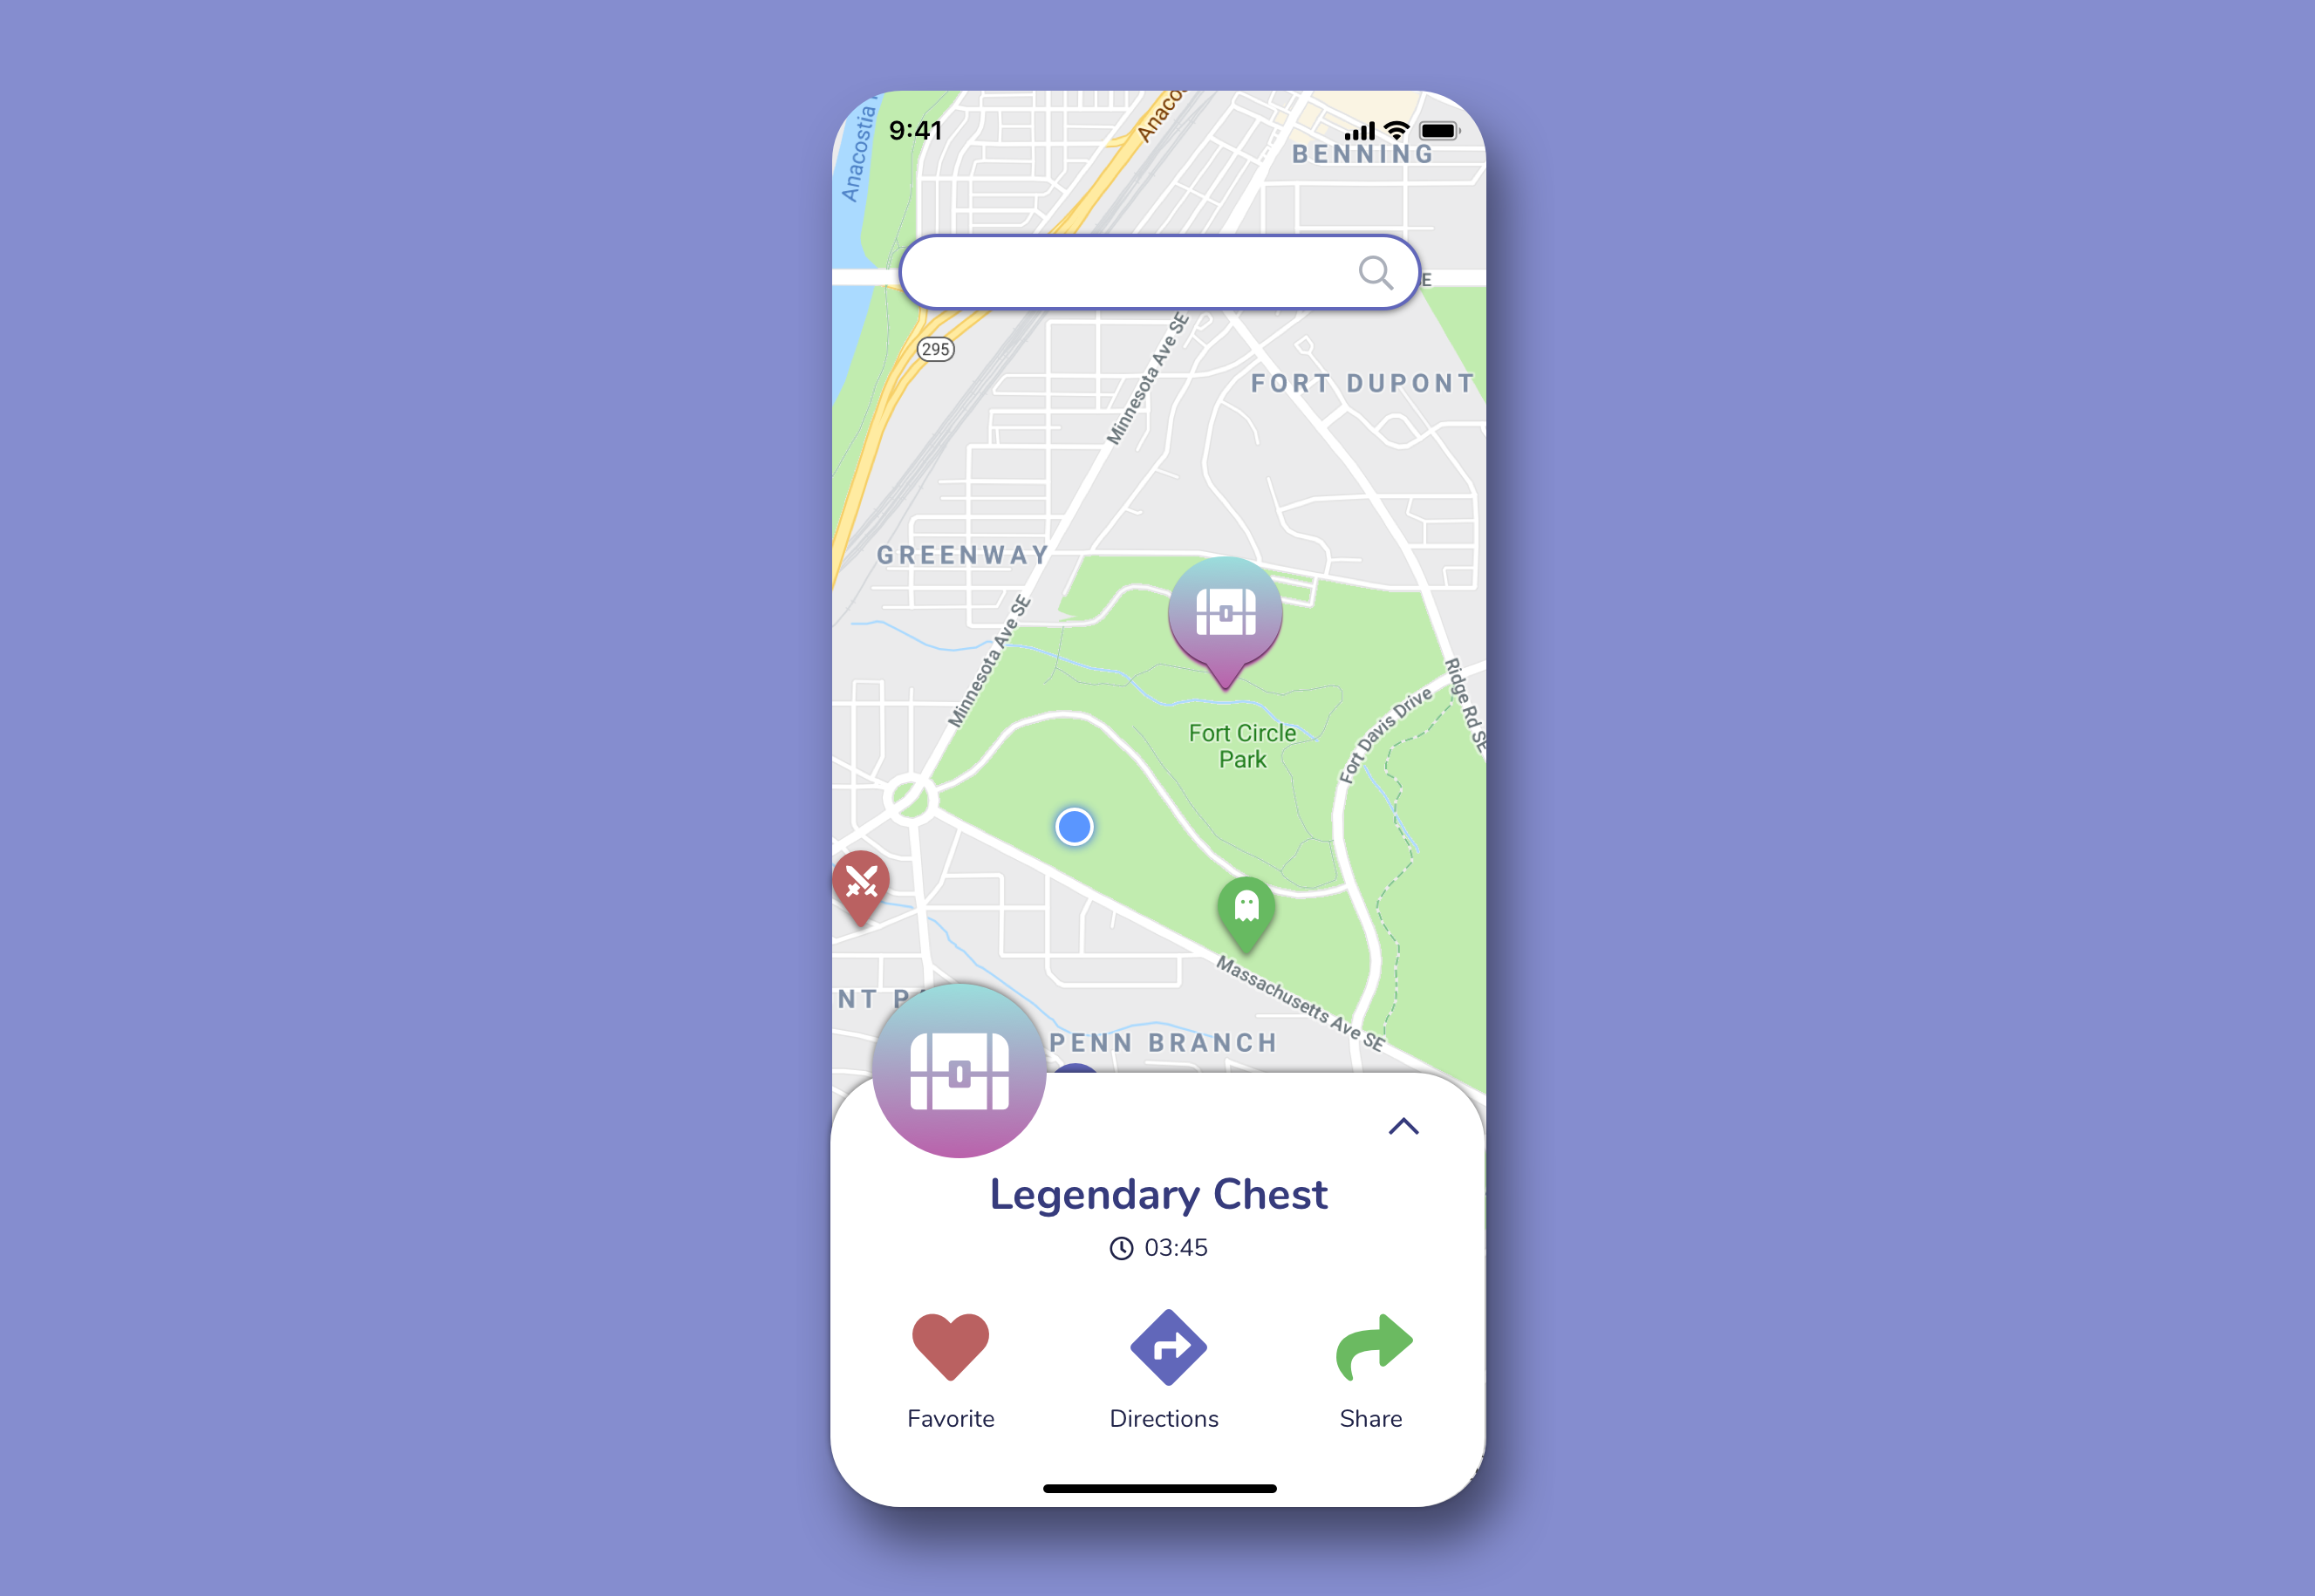 9:41
Anacostia
Anaco
BENNING
E
295
Minnesota Ave SE
FORT DUPONT
GREENWAY
Minnesota Ave SE
Ridge Rd SE
Fort Davis Drive
Fort Circle
Park
Massachusetts Ave SE
NT P
PENN BRANCH
Legendary Chest
03:45
Favorite
Directions
Share